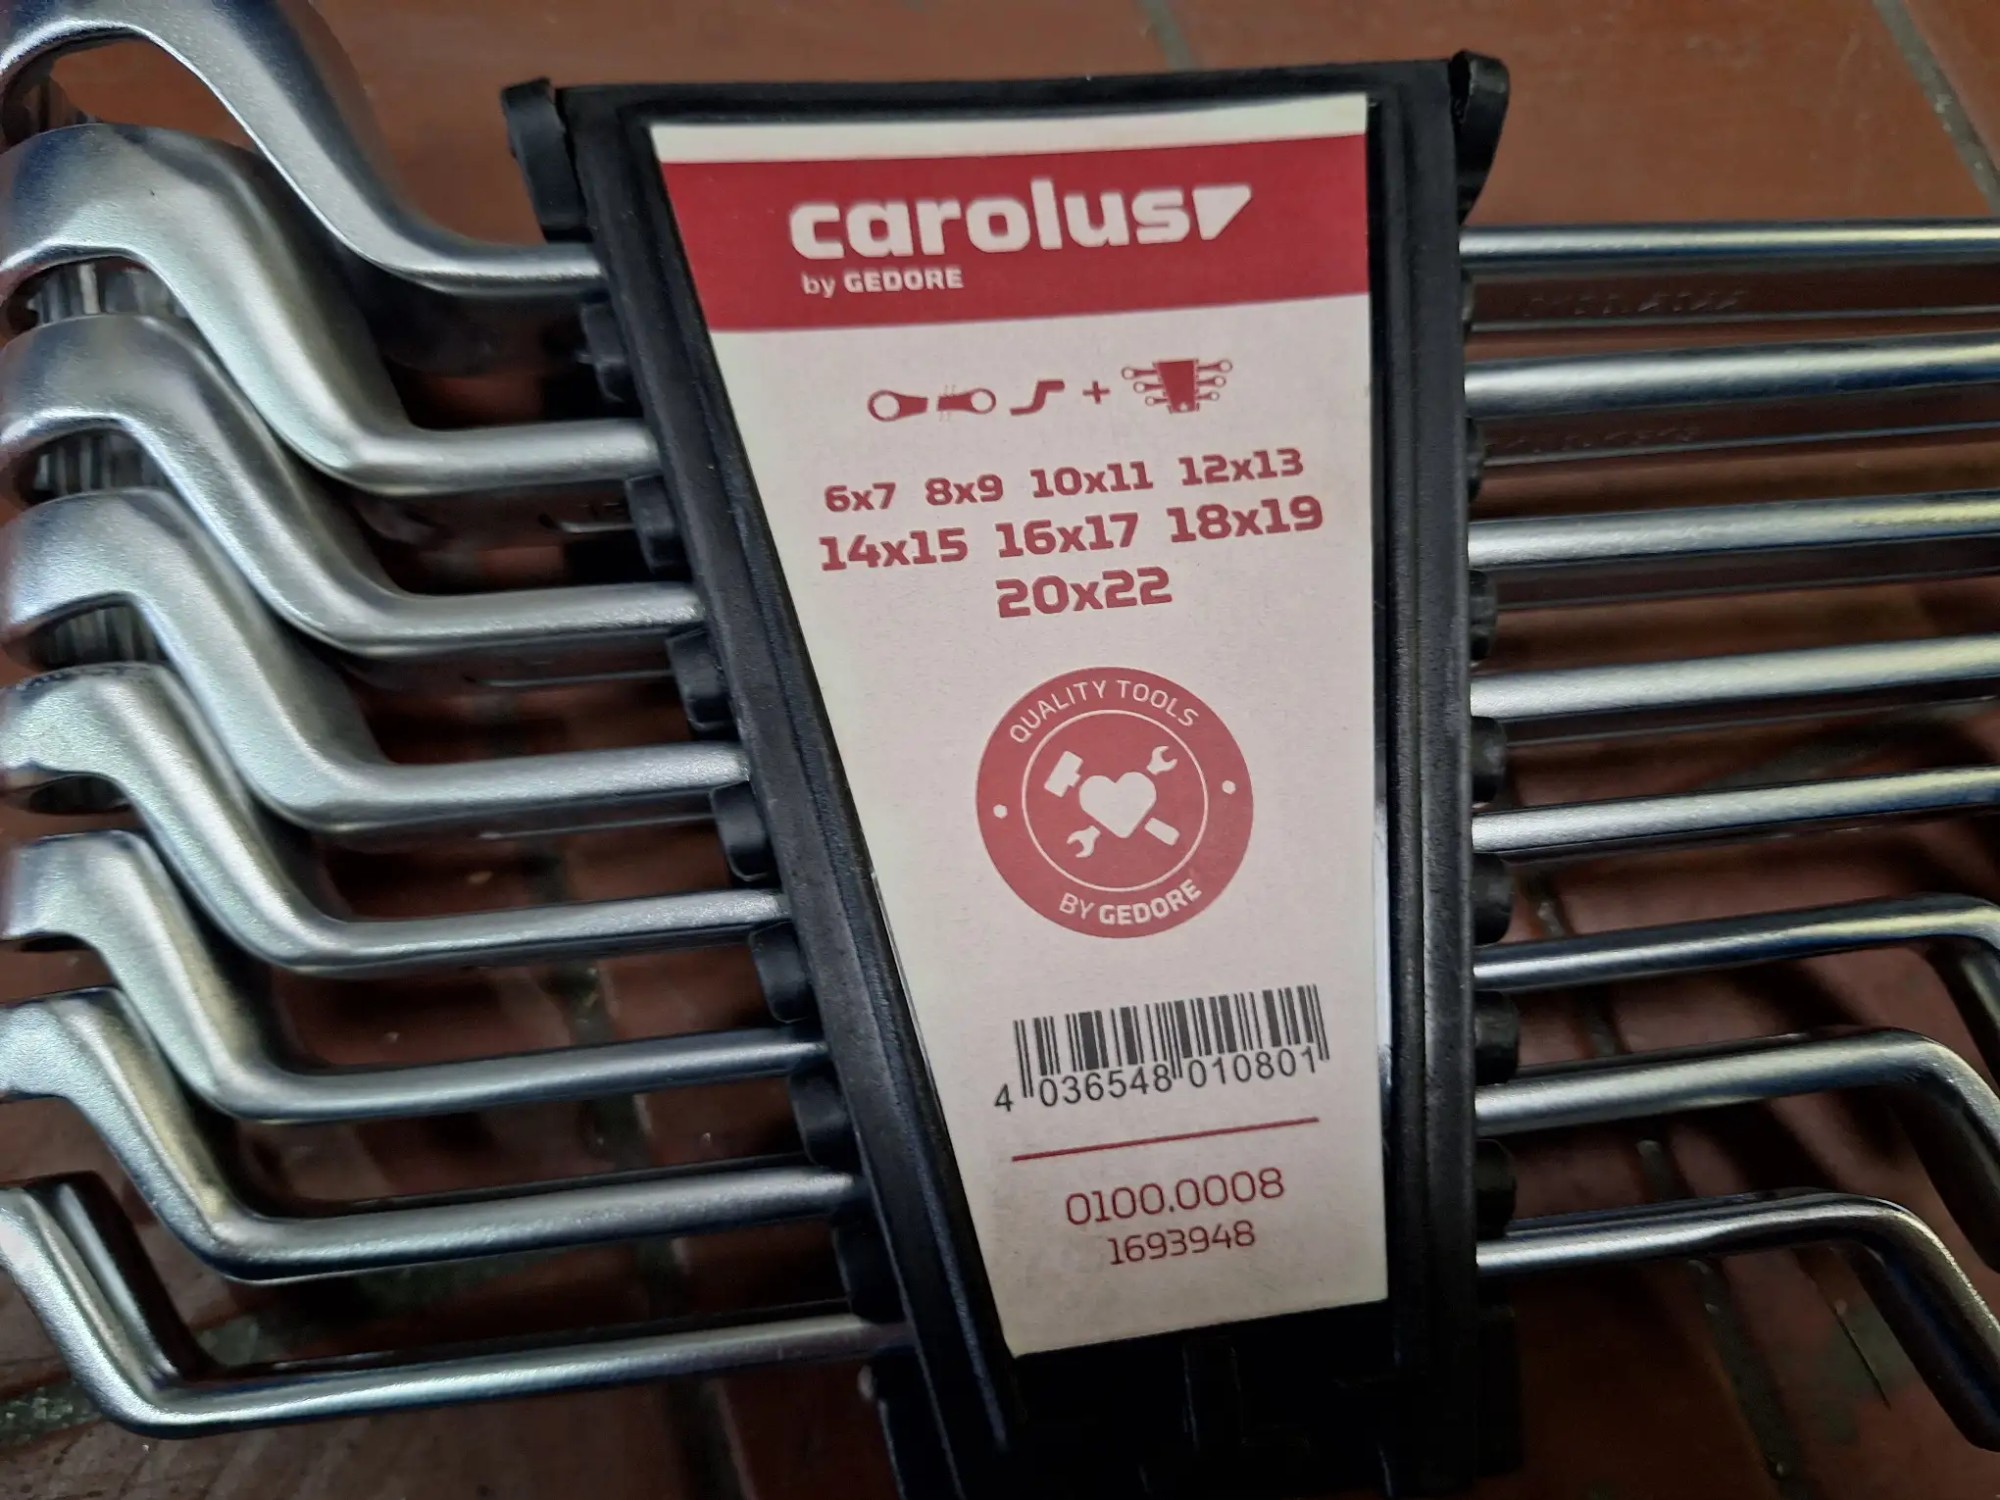 carolus
by GEDORE
6x7 8x9 10x11 12x13
14x15 16x17 18x19
20x22
QUALITY TOOLS
BY GEDORE
4 036548 010801
0100.0008
1693948